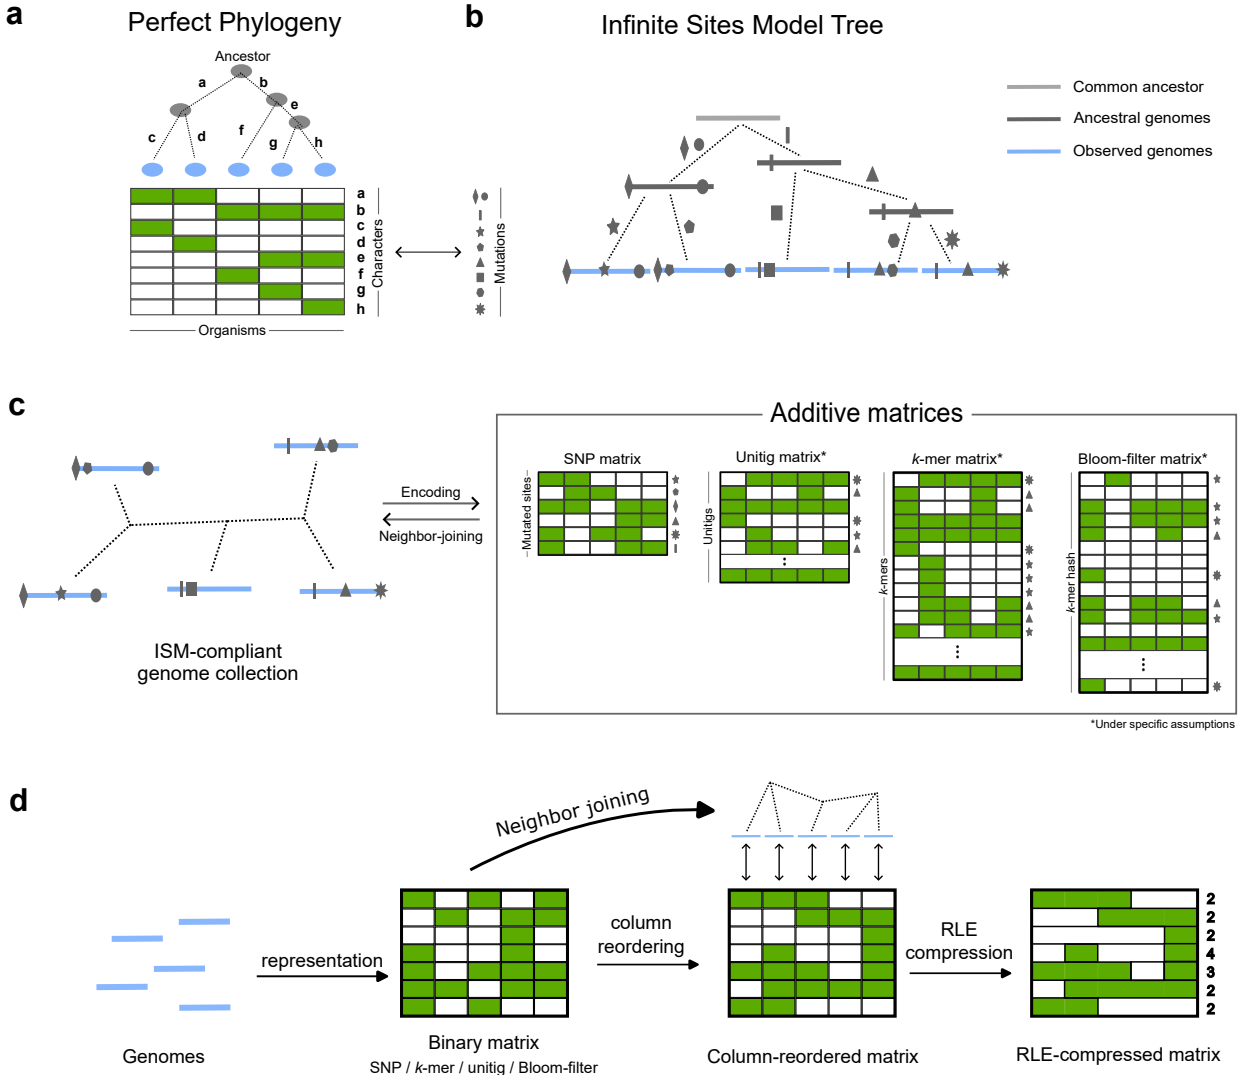 a
Perfect Phylogeny
Ancestor
a
b
e
c
d
f
g
h
a
b
c
d
e
f
g
h
Characters
Organisms
Mutations
b
Infinite Sites Model Tree
Common ancestor
Ancestral genomes
Observed genomes
c
ISM-compliant
genome collection
Encoding
Neighbor-joining
Additive matrices
SNP matrix
Mutated sites
Unitig matrix*
Unitigs
k-mer matrix*
k-mers
Bloom-filter matrix*
k-mer hash
*Under specific assumptions
d
Genomes
representation
Neighbor joining
Binary matrix
SNP / k-mer / unitig / Bloom-filter
column
reordering
Column-reordered matrix
RLE
compression
2
2
2
4
3
2
2
RLE-compressed matrix